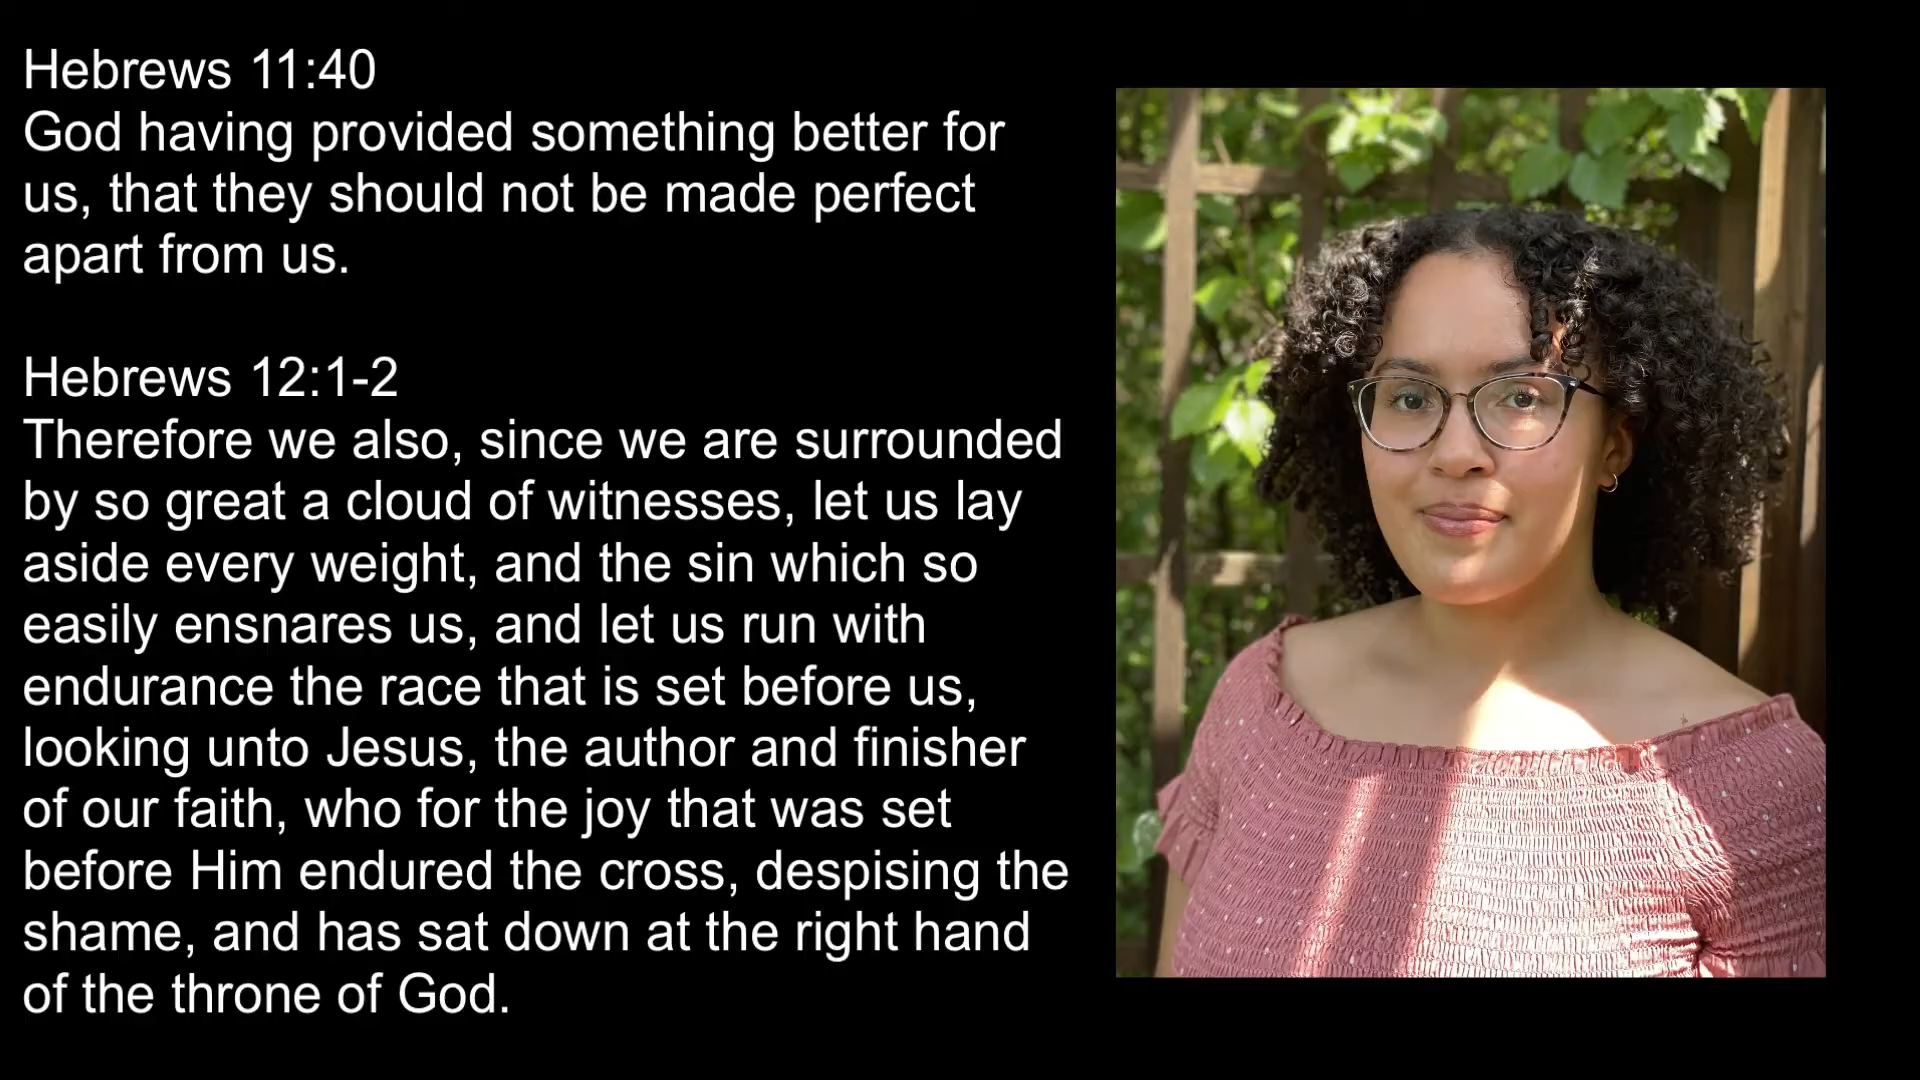 Hebrews 11:40
God having provided something better for
us, that they should not be made perfect
apart from us.
Hebrews 12:1-2
Therefore we also, since we are surrounded
by so great a cloud of witnesses, let us lay
aside every weight, and the sin which so
easily ensnares us, and let us run with
endurance the race that is set before us,
looking unto Jesus, the author and finisher
of our faith, who for the joy that was set
before Him endured the cross, despising the
shame, and has sat down at the right hand
of the throne of God.